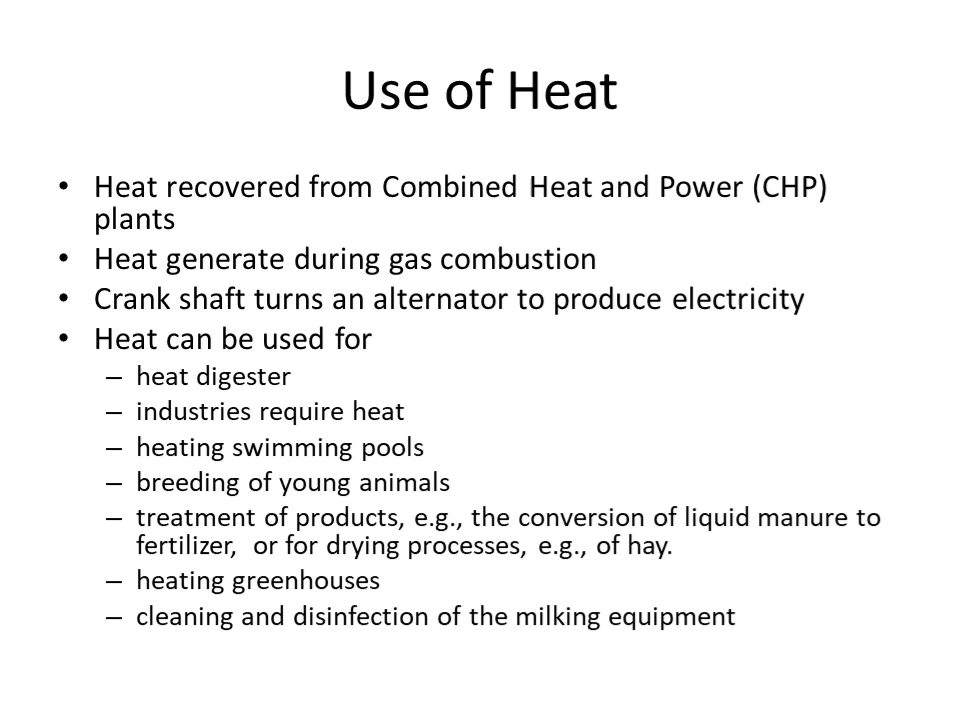 Use of Heat
• Heat recovered from Combined Heat and Power (CHP)
plants
• Heat generate during gas combustion
• Crank shaft turns an alternator to produce electricity
• Heat can be used for
– heat digester
– industries require heat
– heating swimming pools
– breeding of young animals
– treatment of products, e.g., the conversion of liquid manure to
fertilizer,  or for drying processes, e.g., of hay.
– heating greenhouses
– cleaning and disinfection of the milking equipment